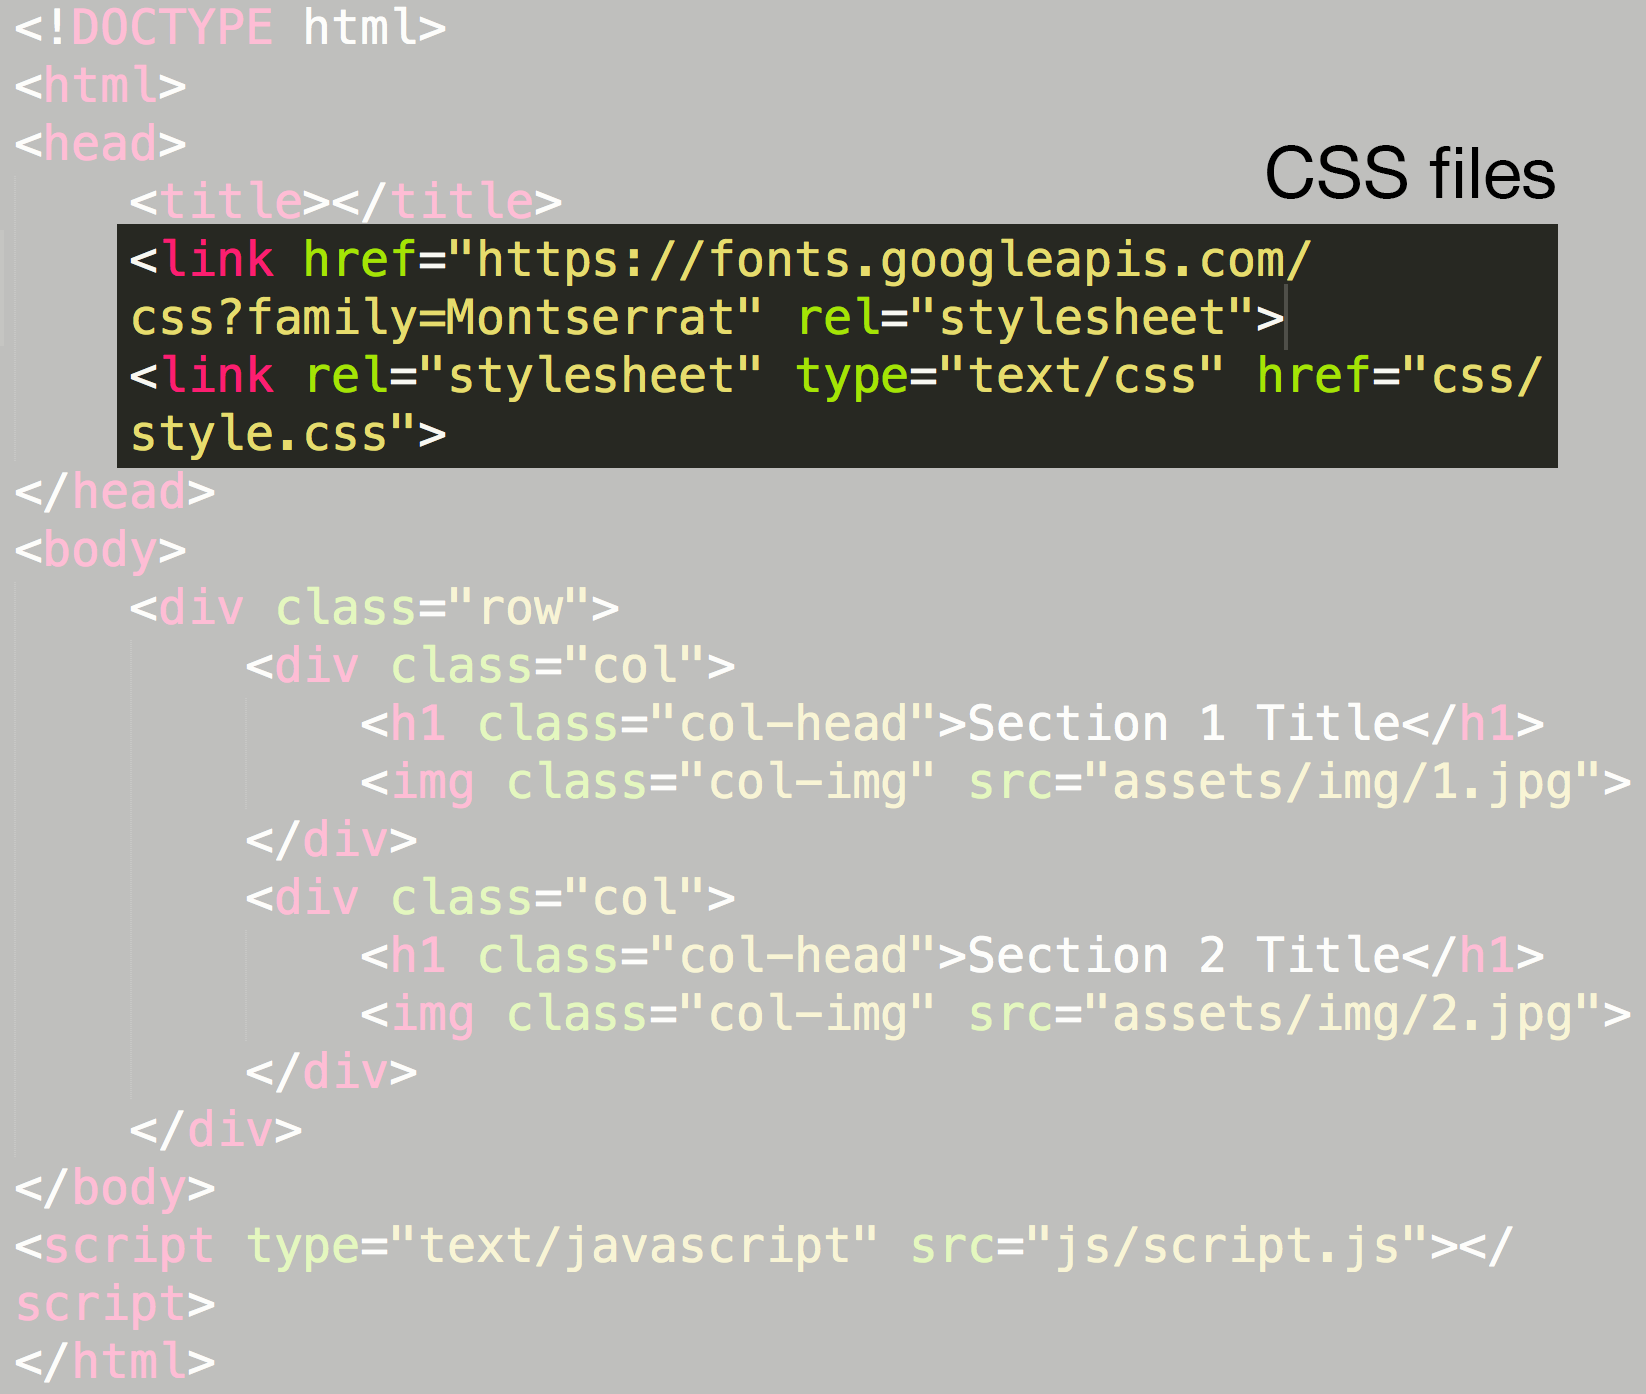 <!DOCTYPE html>
<html>
<head>
CSS files
    <title></title>
    <link href="https://fonts.googleapis.com/
    css?family=Montserrat" rel="stylesheet">
    <link rel="stylesheet" type="text/css" href="css/
    style.css">
</head>
<body>
    <div class="row">
        <div class="col">
            <h1 class="col-head">Section 1 Title</h1>
            <img class="col-img" src="assets/img/1.jpg">
        </div>
        <div class="col">
            <h1 class="col-head">Section 2 Title</h1>
            <img class="col-img" src="assets/img/2.jpg">
        </div>
    </div>
</body>
<script type="text/javascript" src="js/script.js"></
script>
</html>